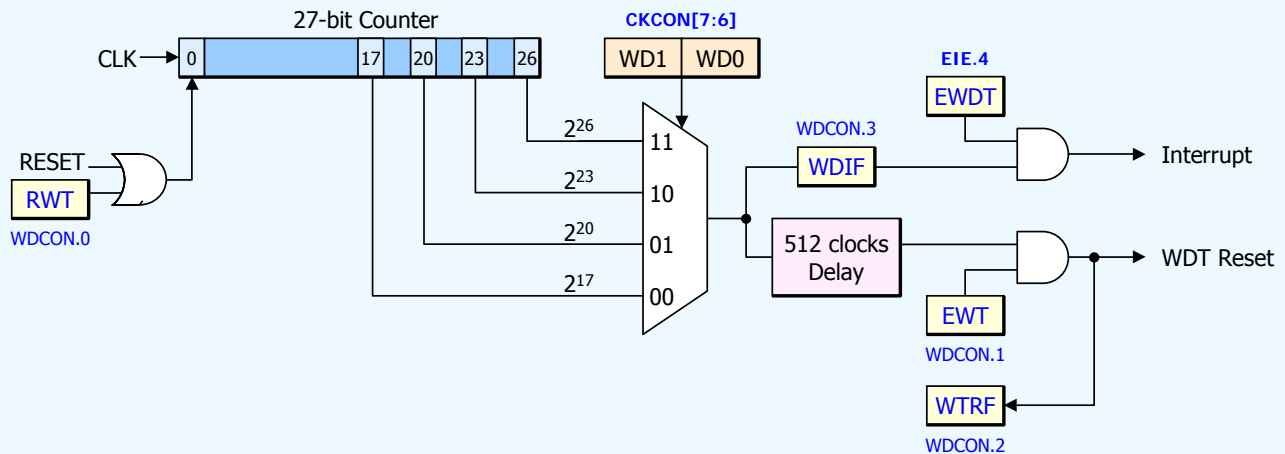 27-bit Counter
CKCON[7:6]
CLK
0
17
20
23
26
WD1
WD0
EIE.4
EWDT
2²⁶
11
WDCON.3
RESET
WDIF
Interrupt
RWT
2²³
10
WDCON.0
2²⁰
01
512 clocks
Delay
WDT Reset
2¹⁷
00
EWT
WDCON.1
WTRF
WDCON.2